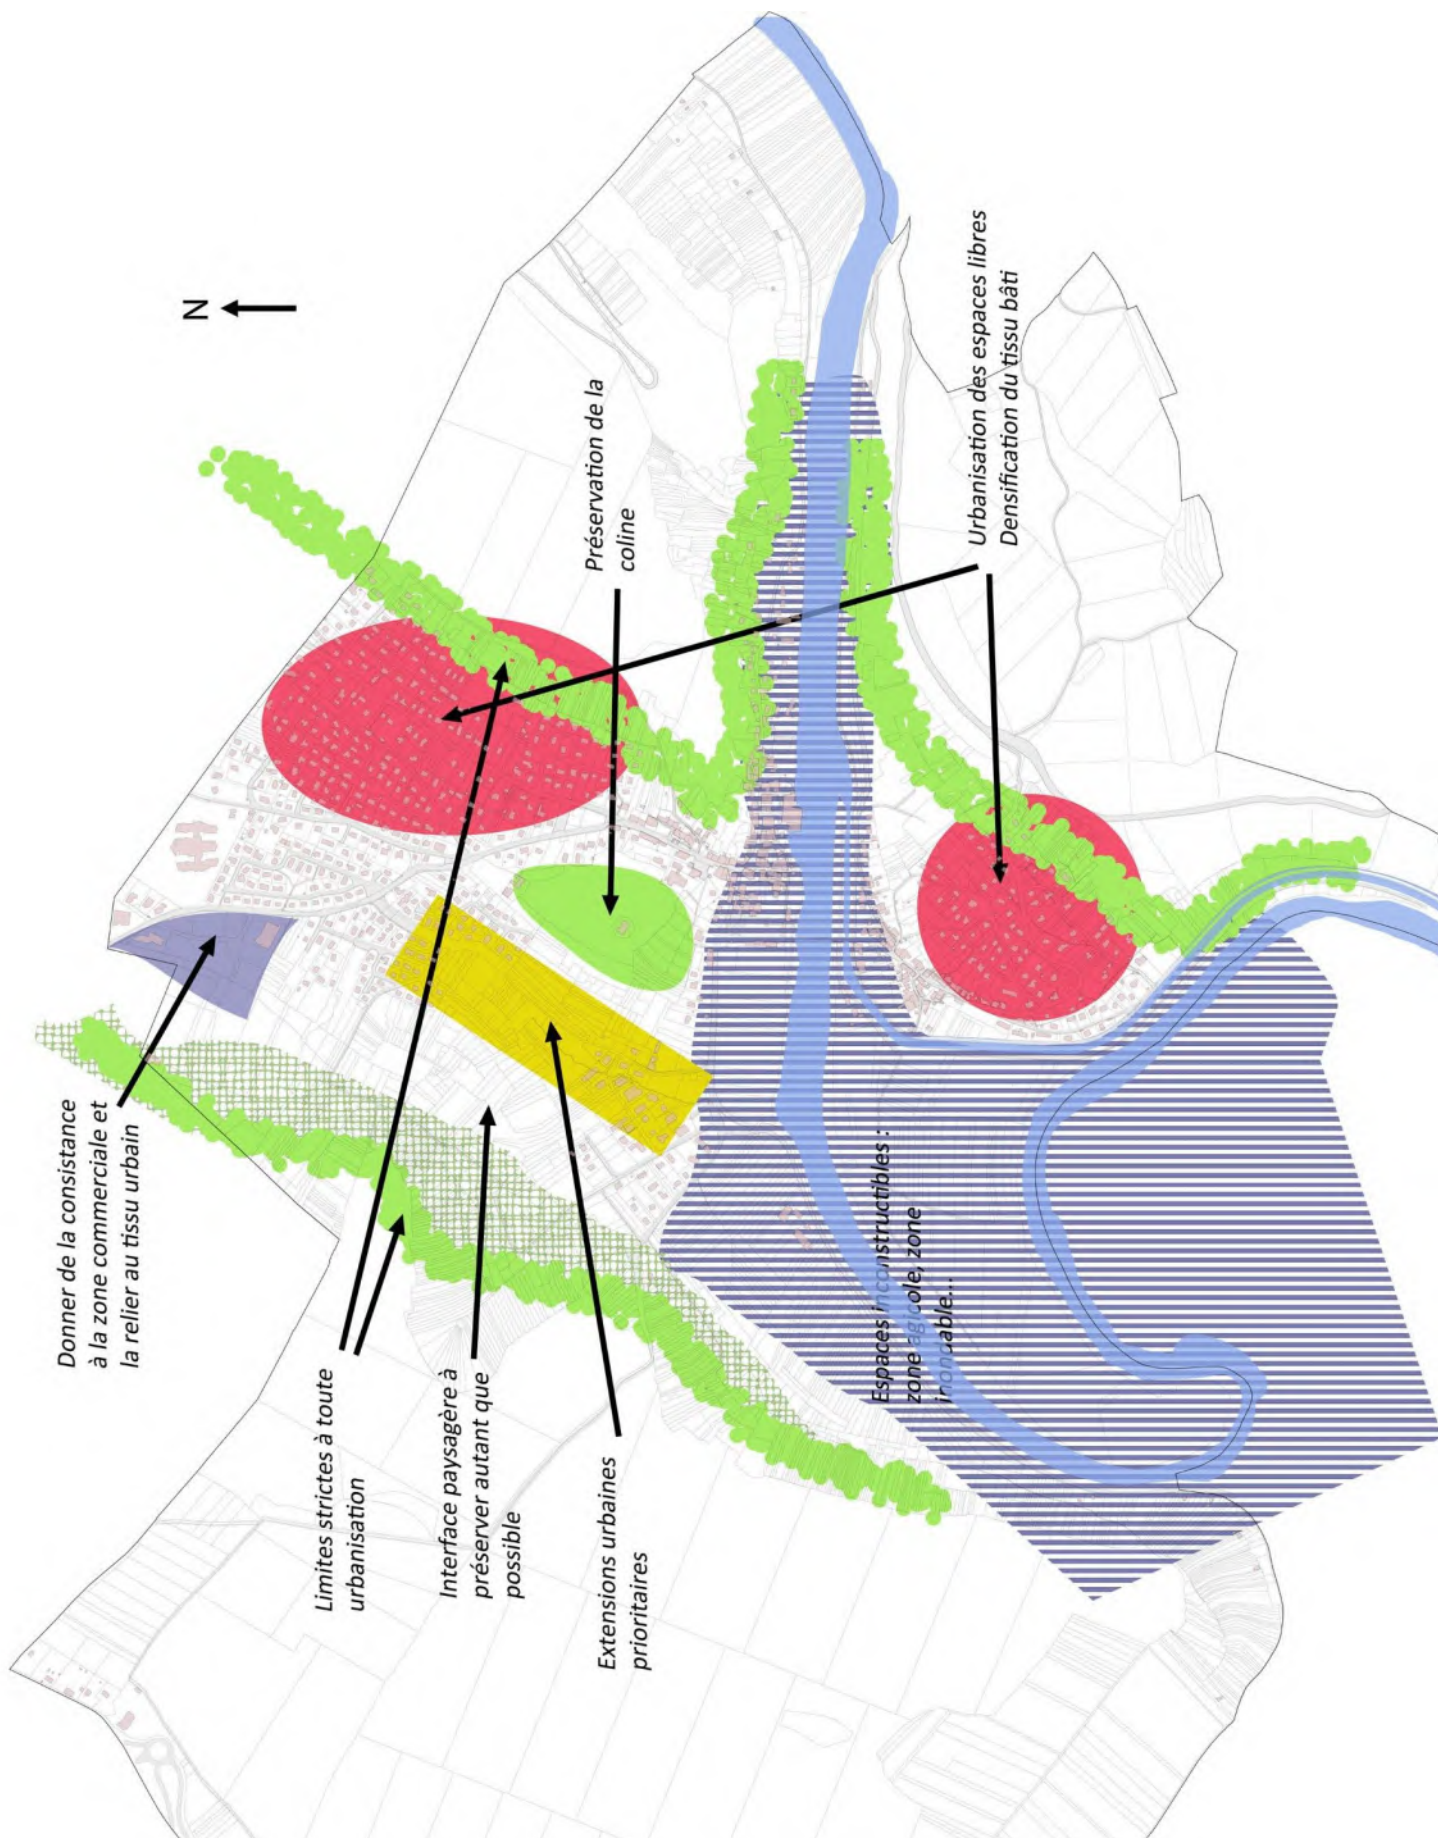 Donner de la consistance
à la zone commerciale et
la relier au tissu urbain
Limites strictes à toute
urbanisation
Interface paysagère à
préserver autant que
possible
Extensions urbaines
prioritaires
Espaces inconstructibles :
zone agicole, zone
inondable...
N
Préservation de la
coline
Urbanisation des espaces libres
Densification du tissu bâti